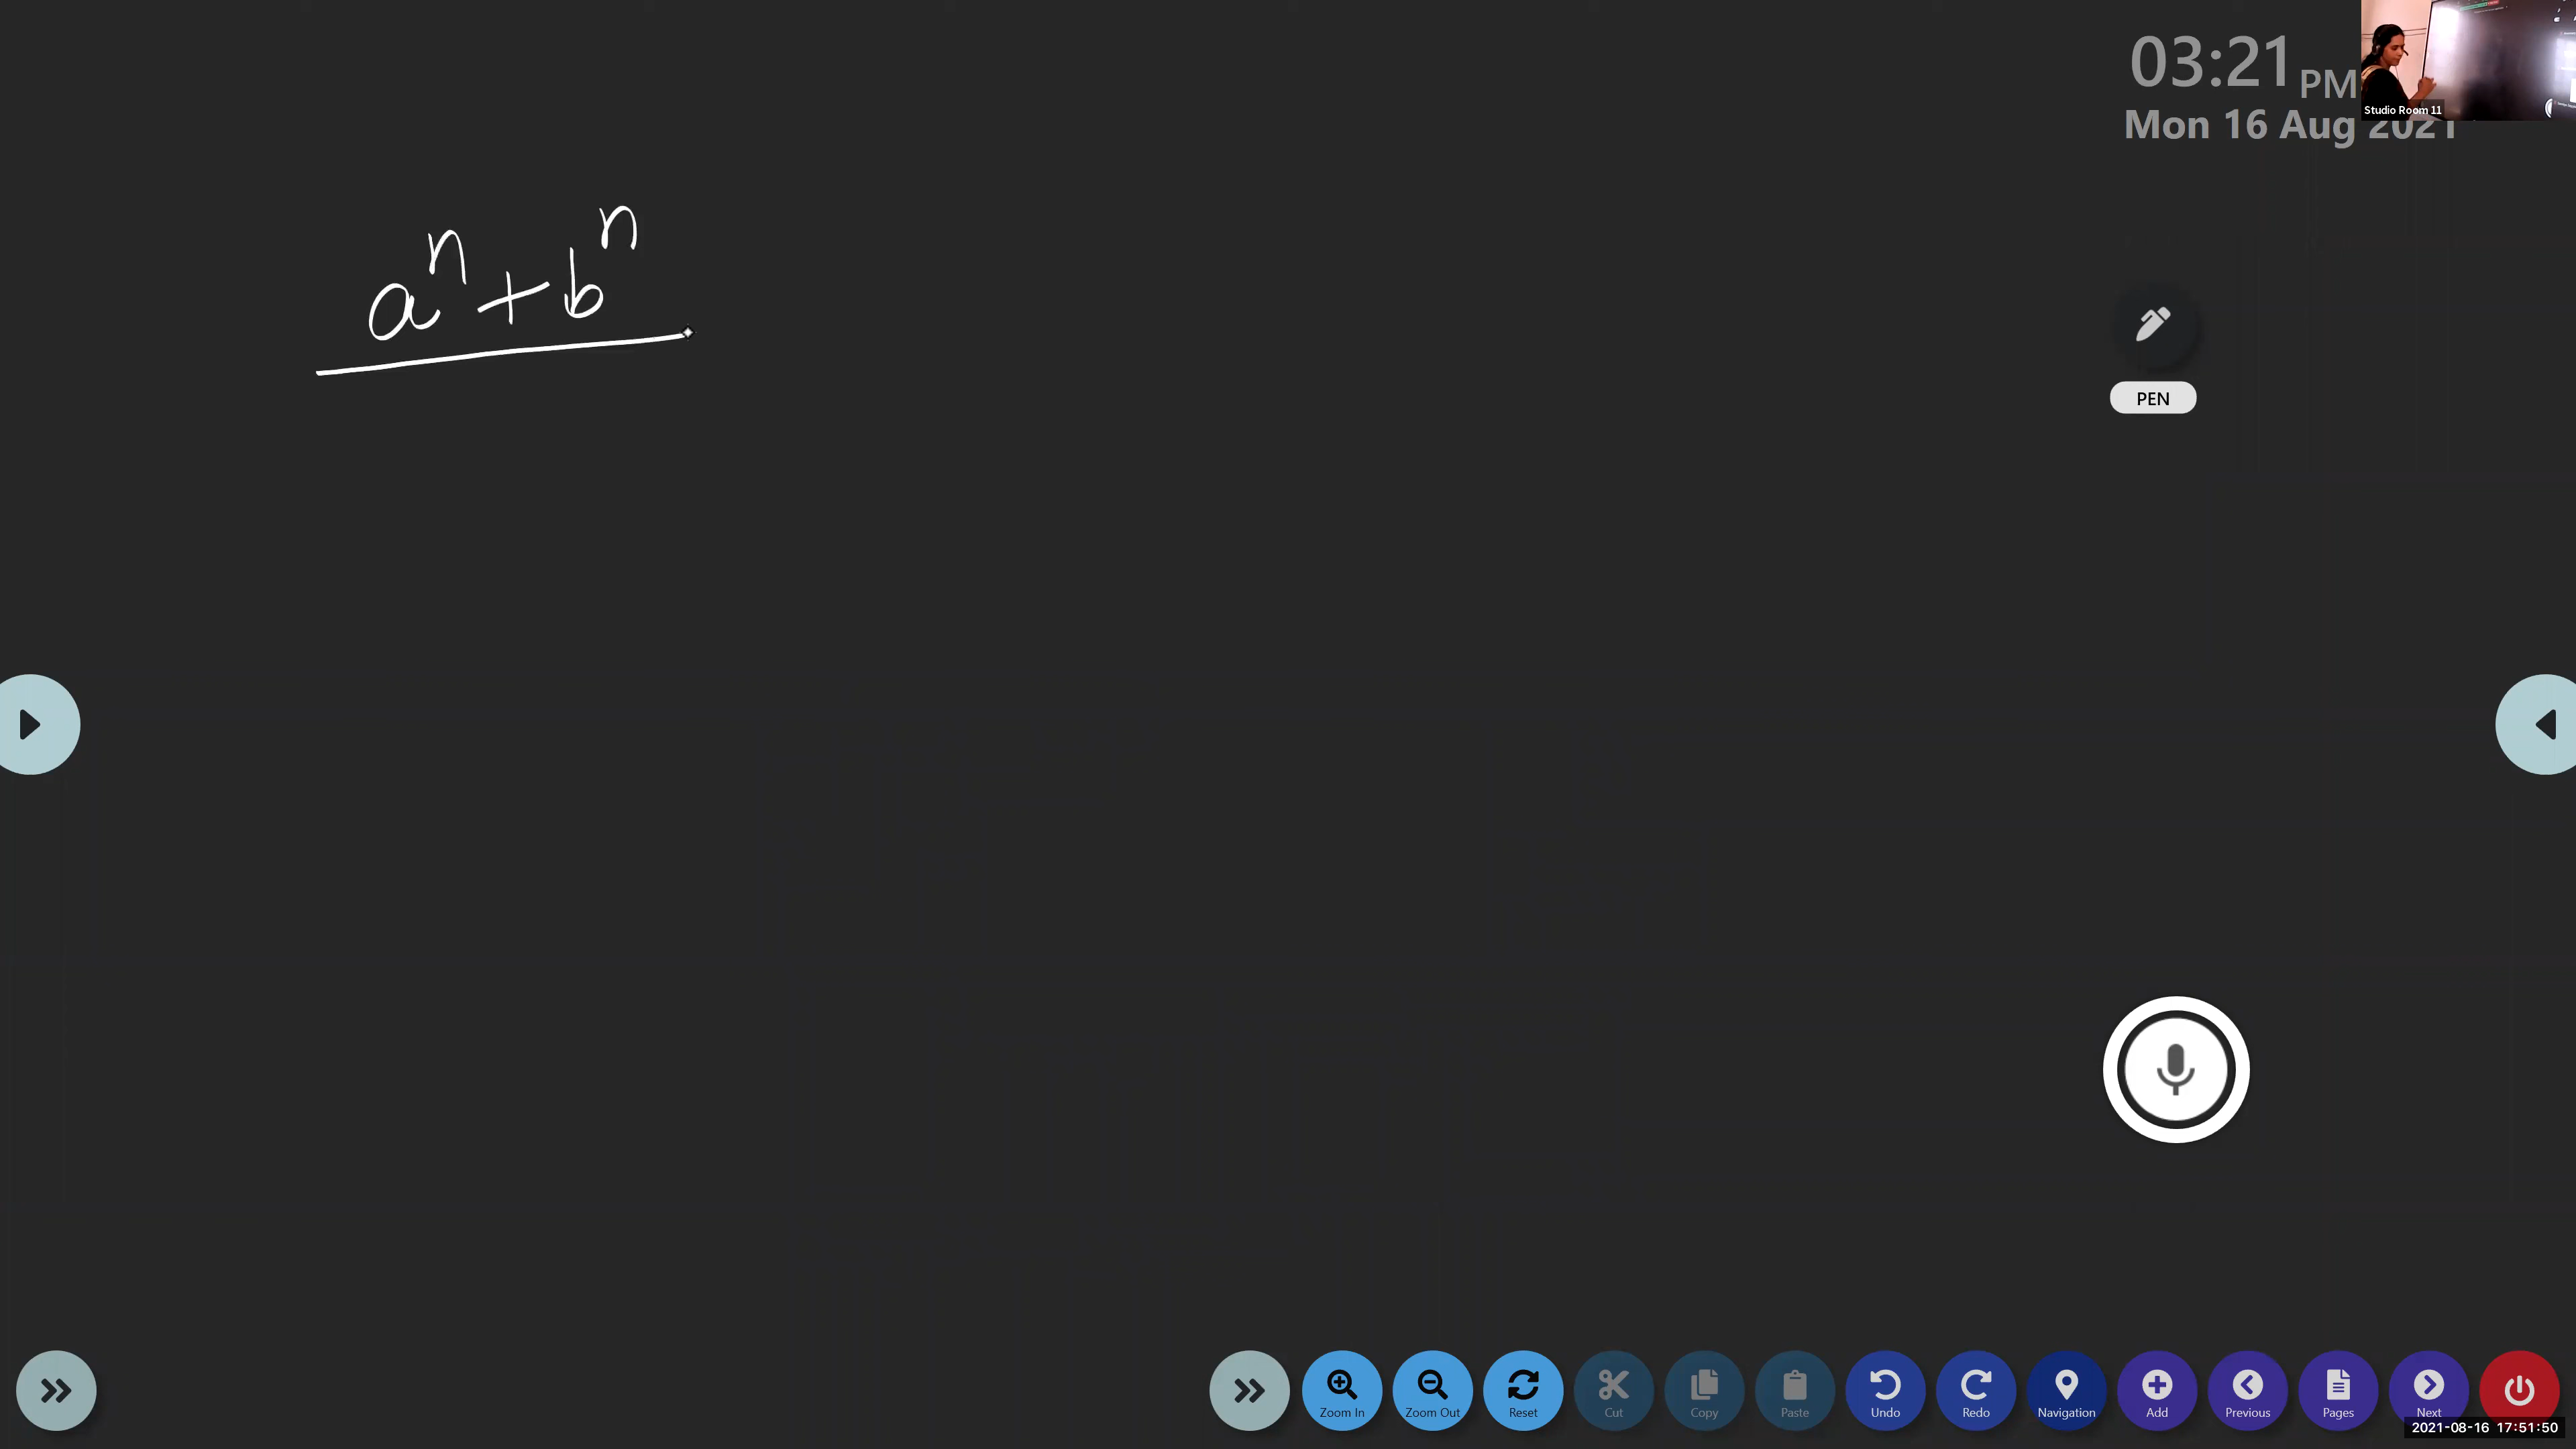 03:21 PM
Studio Room 11
Mon 16 Aug 2021
aⁿ+bⁿ
PEN
Zoom In Zoom Out Reset Cut Copy Paste Undo Redo Navigation Add Previous Pages Next
2021-08-16 17:51:50